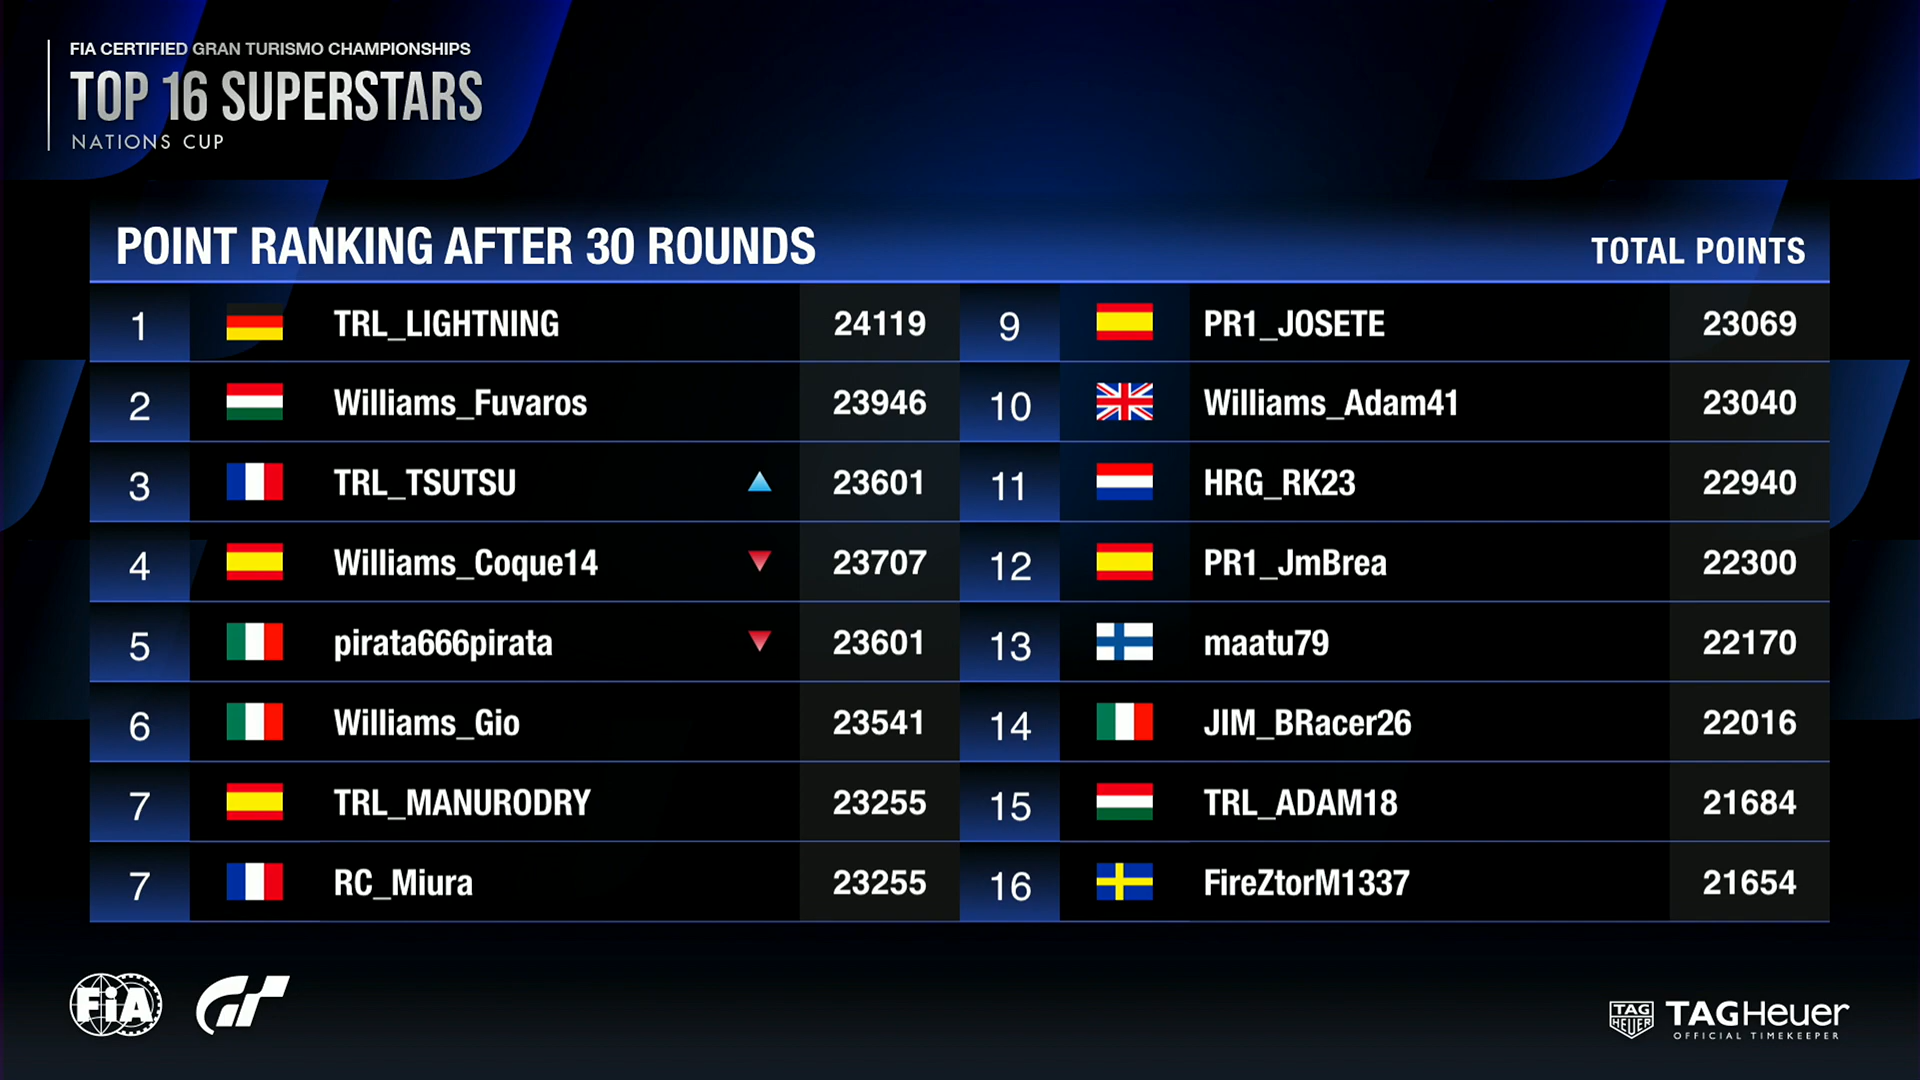 FIA CERTIFIED GRAN TURISMO CHAMPIONSHIPS
TOP 16 SUPERSTARS
NATIONS CUP
POINT RANKING AFTER 30 ROUNDS TOTAL POINTS
1 TRL_LIGHTNING 24119
2 Williams_Fuvaros 23946
3 TRL_TSUTSU 23601
4 Williams_Coque14 23707
5 pirata666pirata 23601
6 Williams_Gio 23541
7 TRL_MANURODRY 23255
7 RC_Miura 23255
9 PR1_JOSETE 23069
10 Williams_Adam41 23040
11 HRG_RK23 22940
12 PR1_JmBrea 22300
13 maatu79 22170
14 JIM_BRacer26 22016
15 TRL_ADAM18 21684
16 FireZtorM1337 21654
FiA GT
TAG HEUER TAGHeuer
OFFICIAL TIMEKEEPER